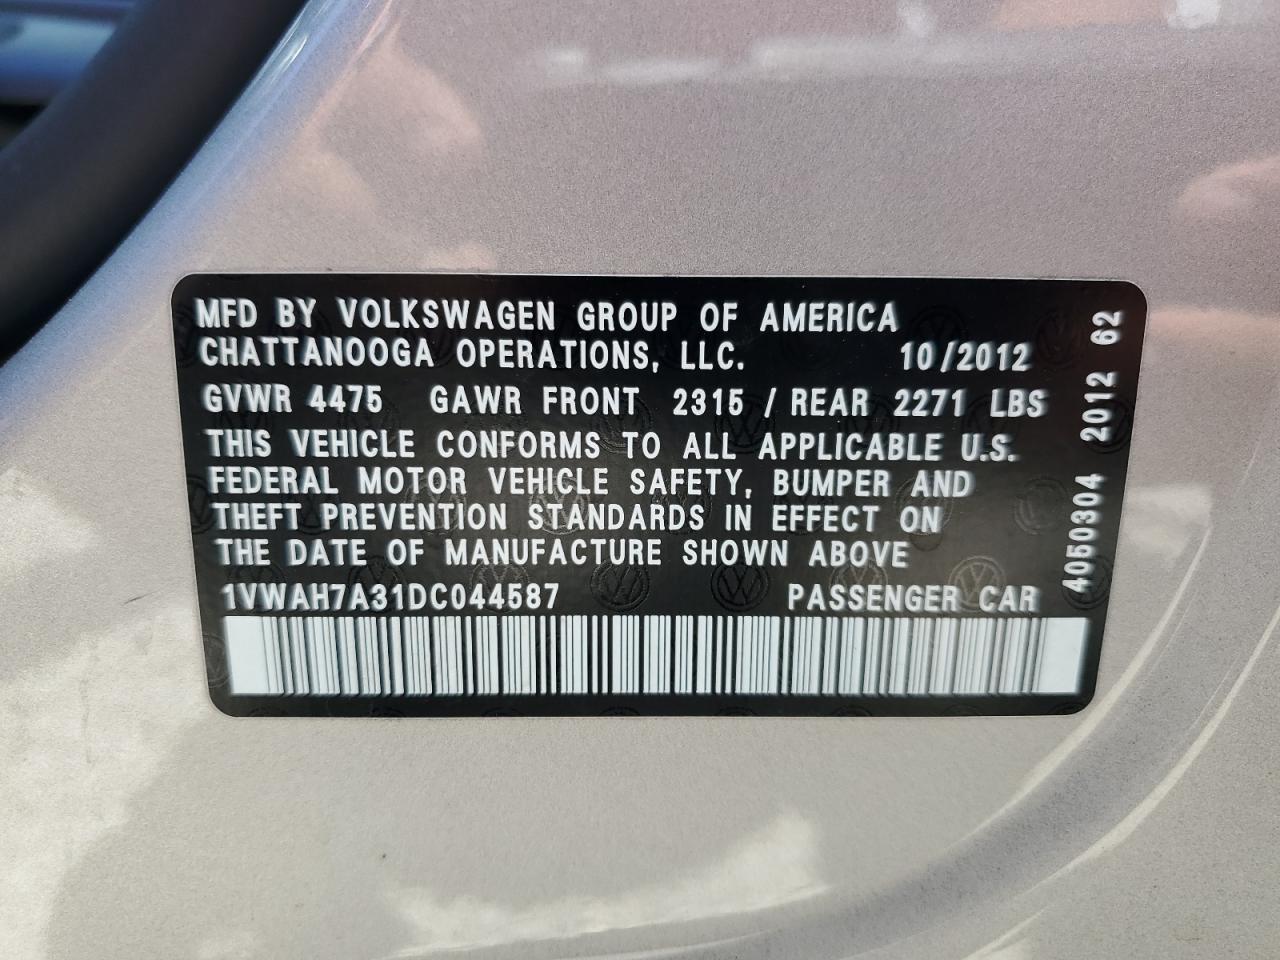 MFD BY VOLKSWAGEN GROUP OF AMERICA
CHATTANOOGA OPERATIONS, LLC. 10/2012
GVWR 4475 GAWR FRONT 2315 / REAR 2271 LBS
THIS VEHICLE CONFORMS TO ALL APPLICABLE U.S.
FEDERAL MOTOR VEHICLE SAFETY, BUMPER AND
THEFT PREVENTION STANDARDS IN EFFECT ON
THE DATE OF MANUFACTURE SHOWN ABOVE
1VWAH7A31DC044587 PASSENGER CAR
4050304 2012 62